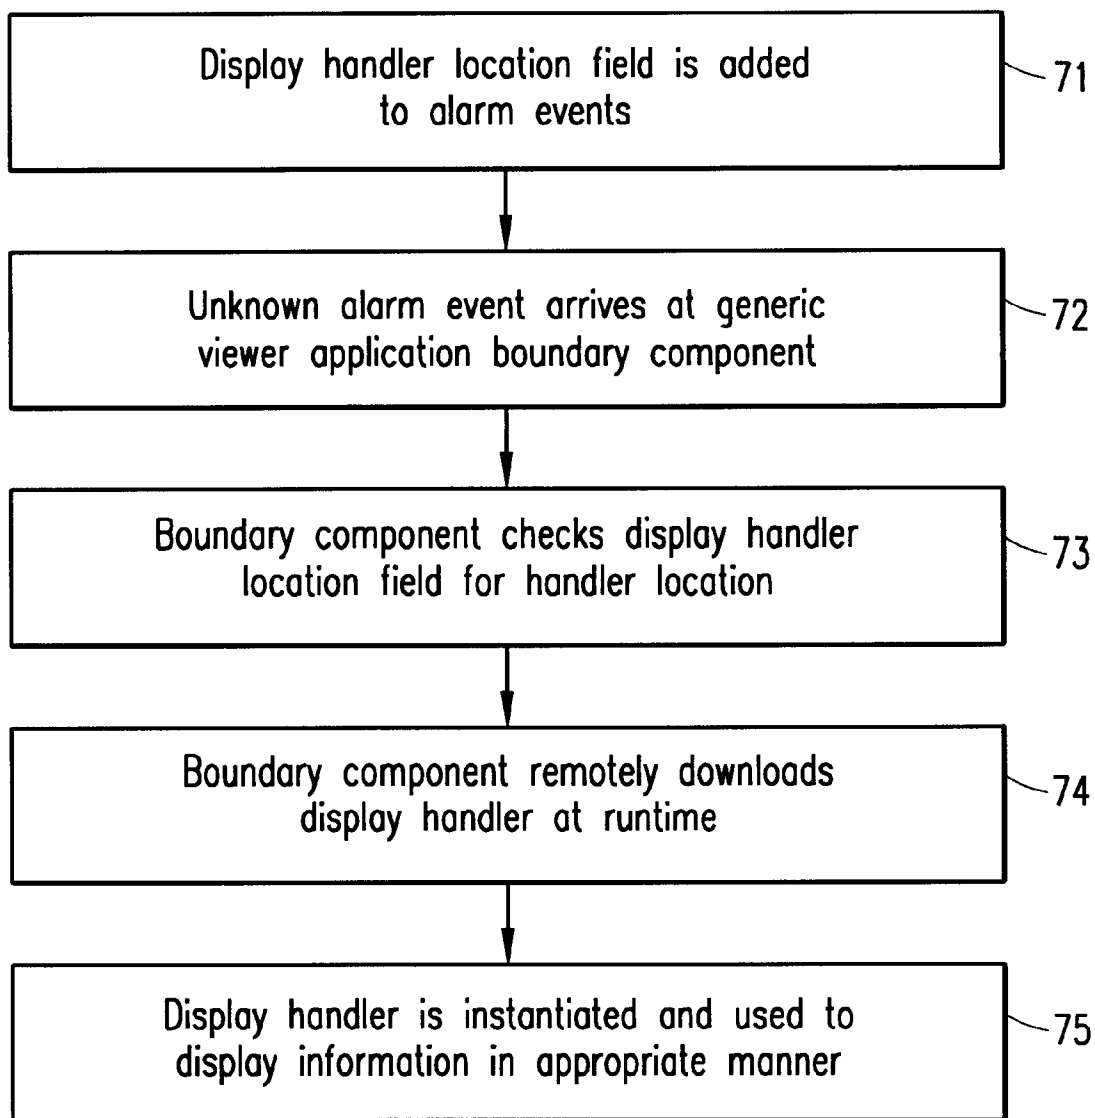 Display handler location field is added
to alarm events
71
Unknown alarm event arrives at generic
viewer application boundary component
72
Boundary component checks display handler
location field for handler location
73
Boundary component remotely downloads
display handler at runtime
74
Display handler is instantiated and used to
display information in appropriate manner
75